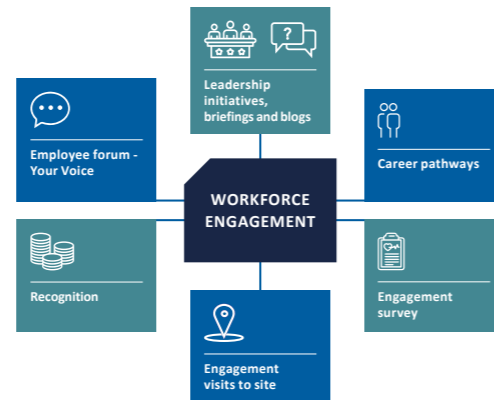 ?
Leadership
initiatives,
briefings and blogs
Employee forum -
Your Voice
Career pathways
WORKFORCE
ENGAGEMENT
Recognition
Engagement
survey
Engagement
visits to site